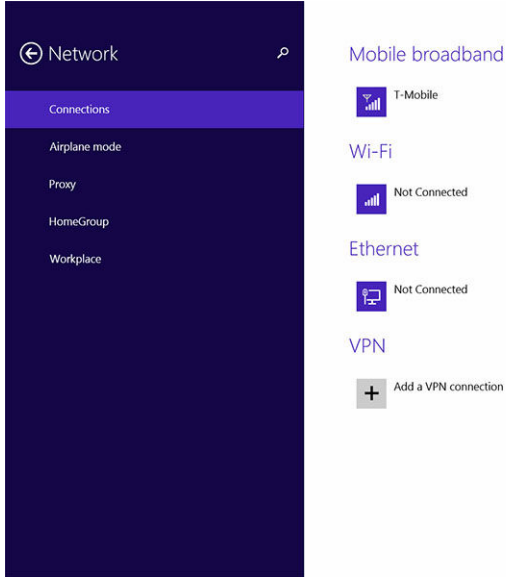 Network
Connections
Airplane mode
Proxy
HomeGroup
Workplace
Mobile broadband
T-Mobile
Wi-Fi
Not Connected
Ethernet
Not Connected
VPN
Add a VPN connection